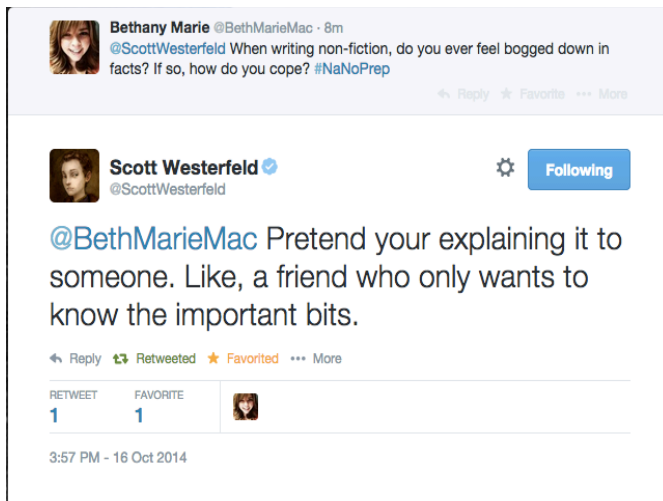 Bethany Marie @BethMarieMac · 8m
@ScottWesterfeld When writing non-fiction, do you ever feel bogged down in
facts? If so, how do you cope? #NaNoPrep
Reply Favorite More
Scott Westerfeld
@ScottWesterfeld
Following
@BethMarieMac Pretend your explaining it to
someone. Like, a friend who only wants to
know the important bits.
Reply Retweeted Favorited More
RETWEET FAVORITE
1 1
3:57 PM - 16 Oct 2014